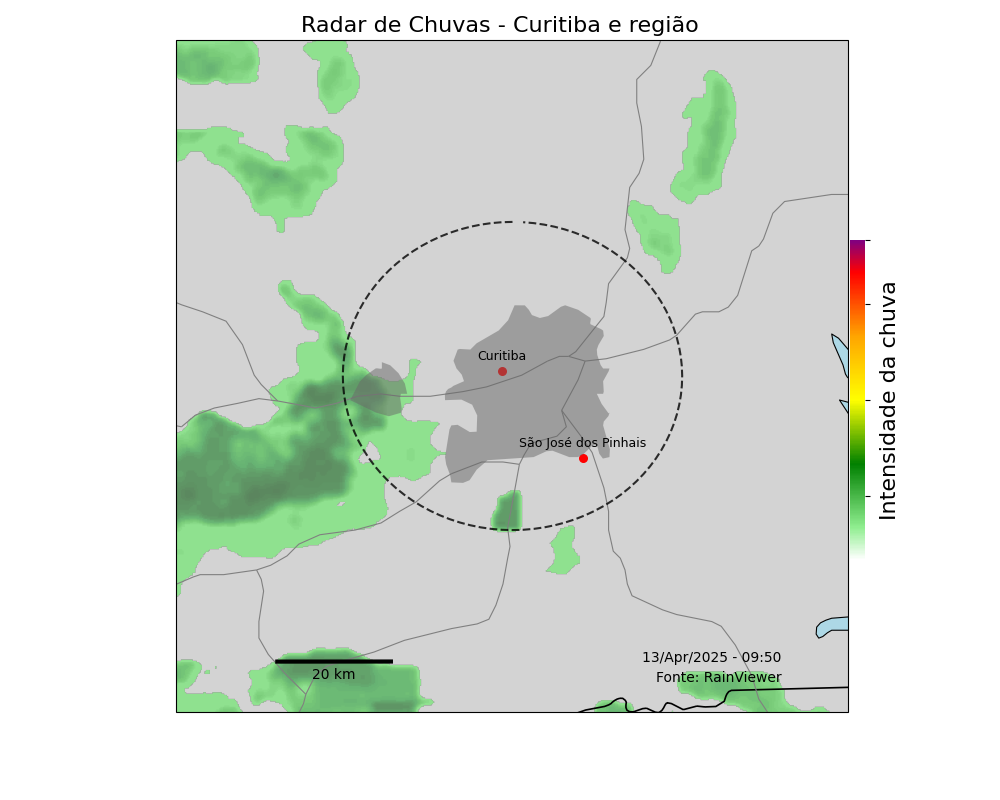 Radar de Chuvas - Curitiba e região
Curitiba
São José dos Pinhais
Intensidade da chuva
20 km
13/Apr/2025 - 09:50
Fonte: RainViewer